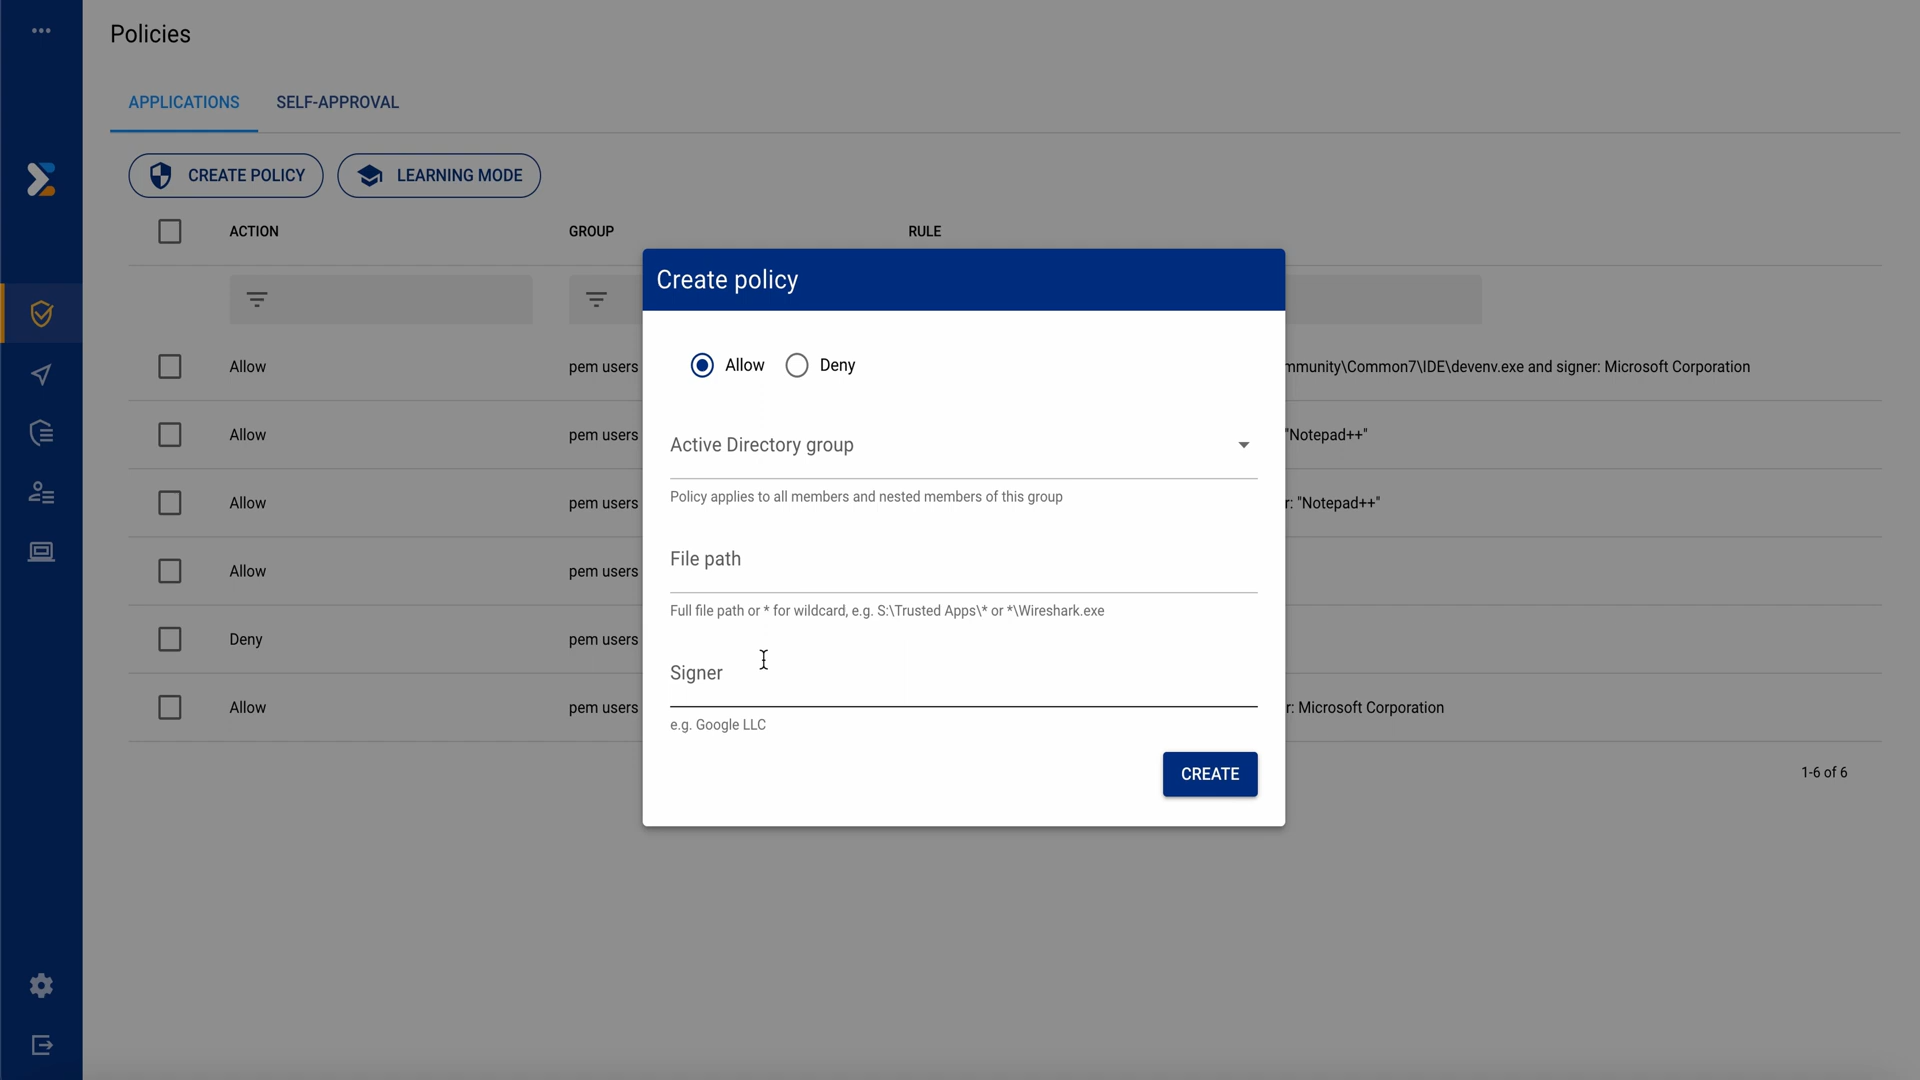 Policies
APPLICATIONS SELF-APPROVAL
CREATE POLICY LEARNING MODE
ACTION GROUP RULE
Create policy
Allow Deny
Active Directory group
Policy applies to all members and nested members of this group
File path
Full file path or * for wildcard, e.g. S:\Trusted Apps\* or *\Wireshark.exe
Signer
e.g. Google LLC
CREATE
Allow pem users mmunity\Common7\IDE\devenv.exe and signer: Microsoft Corporation
Allow pem users "Notepad++"
Allow pem users r: "Notepad++"
Allow pem users
Deny pem users
Allow pem users r: Microsoft Corporation
1-6 of 6